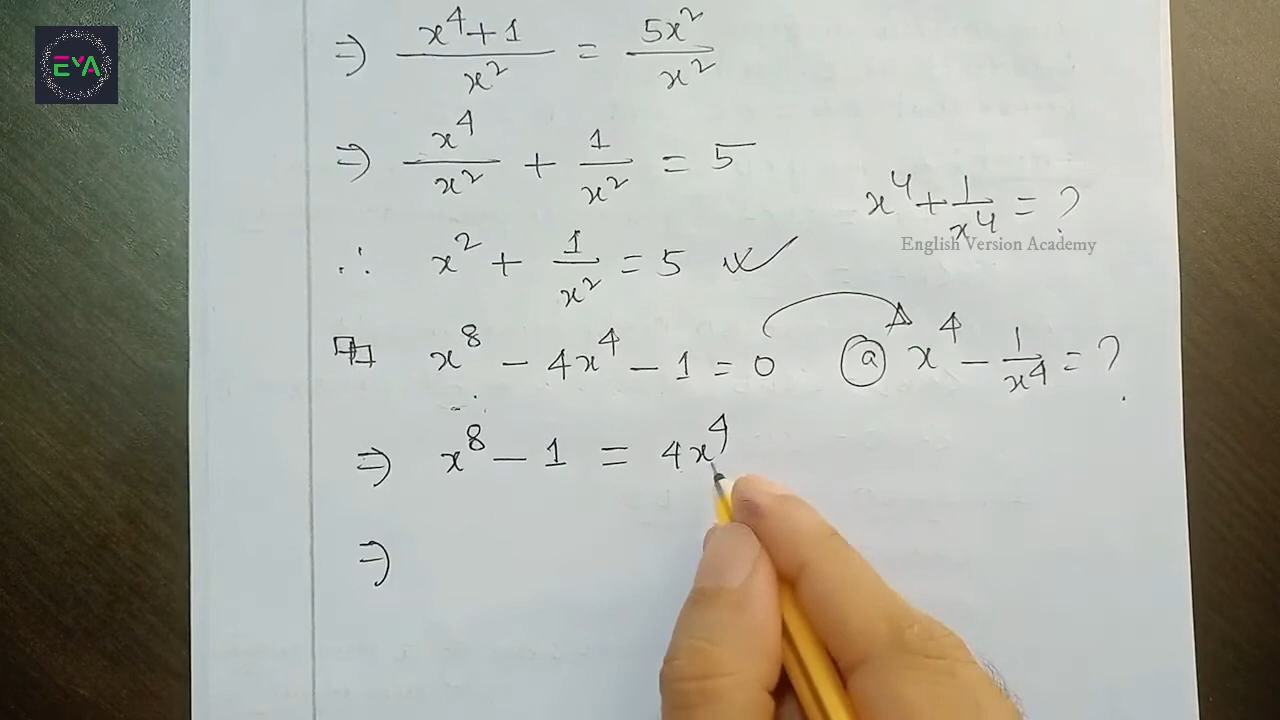 EYA
⇒ (x⁴+1)/x² = 5x²/x²
⇒ x⁴/x² + 1/x² = 5
x⁴ + 1/x⁴ = ?
English Version Academy
∴ x² + 1/x² = 5
x⁸ - 4x⁴ - 1 = 0 ⓐ x⁴ - 1/x⁴ = ?
⇒ x⁸ - 1 = 4x⁴
⇒